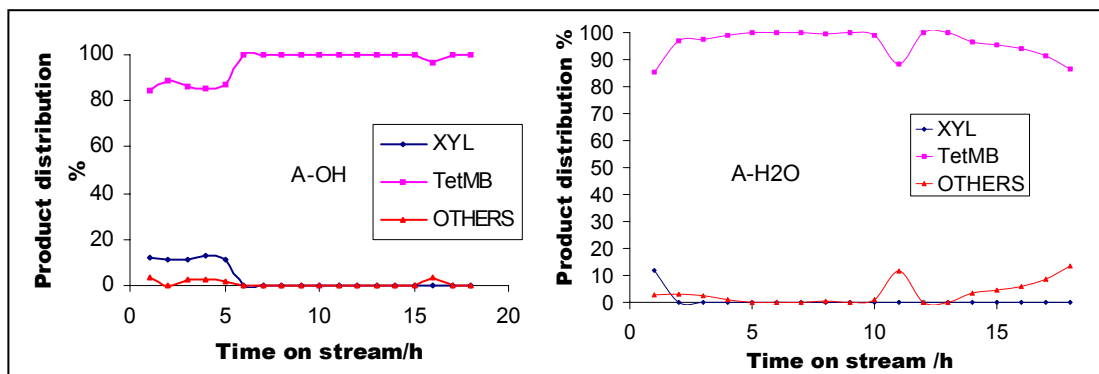 Product distribution
%
100
80
60
40
20
0
0
5
10
15
20
Time on stream/h
A-OH
XYL
TetMB
OTHERS
Product distribution %
100
90
80
70
60
50
40
30
20
10
0
0
5
10
15
Time on stream /h
A-H2O
XYL
TetMB
OTHERS